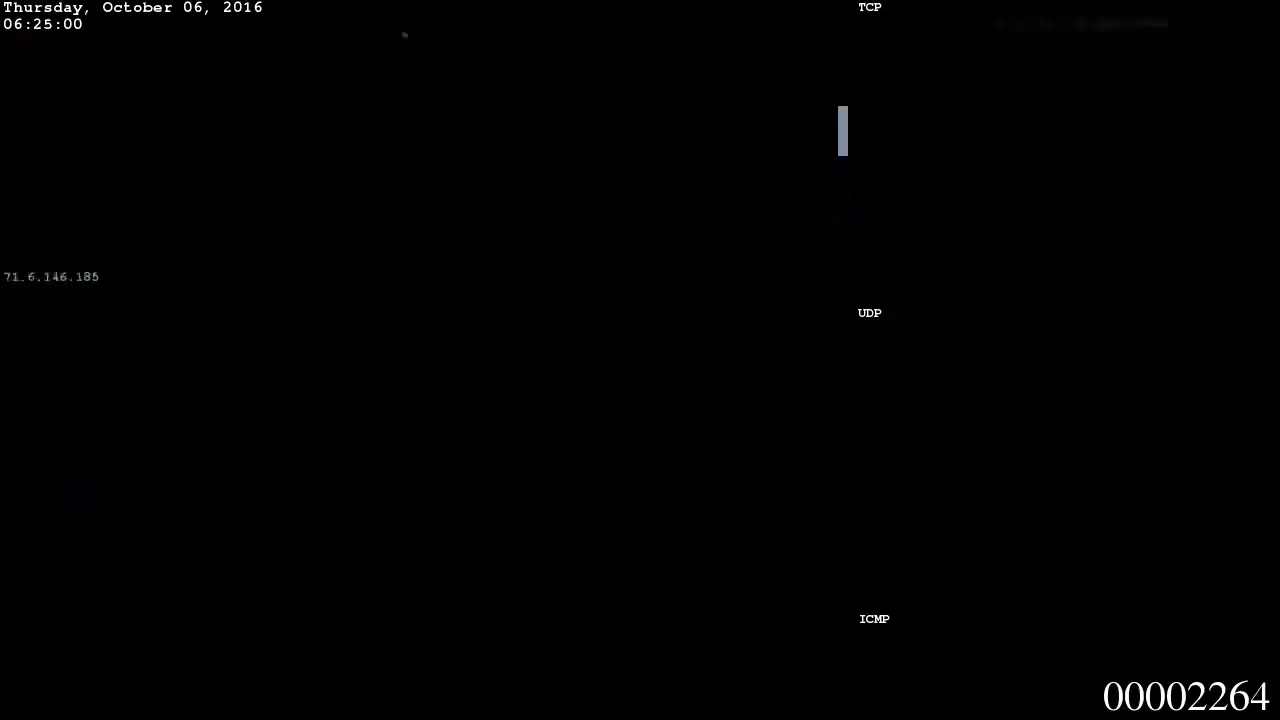 Thursday, October 06, 2016
06:25:00
TCP
71.6.146.185
UDP
ICMP
00002264